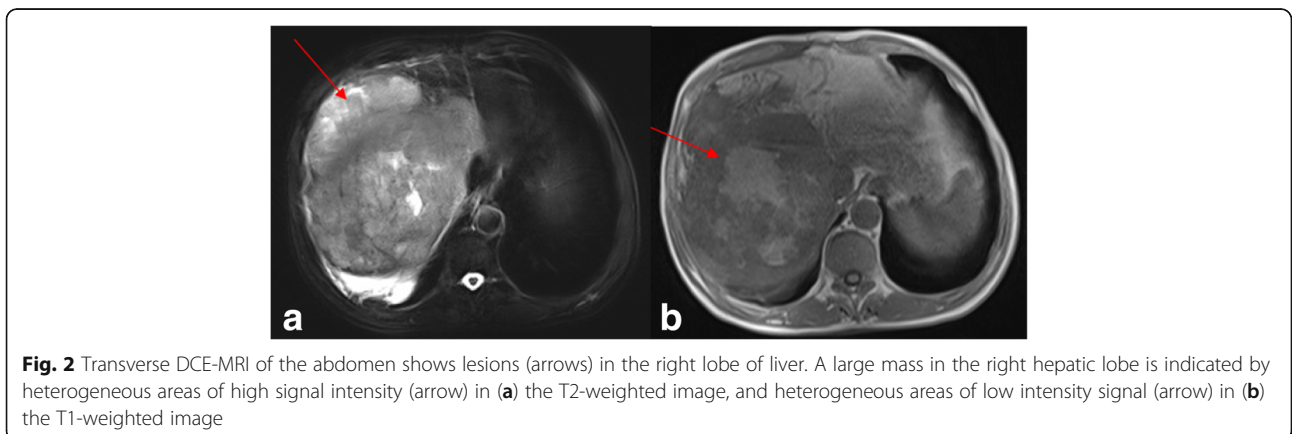 a
b
Fig. 2 Transverse DCE-MRI of the abdomen shows lesions (arrows) in the right lobe of liver. A large mass in the right hepatic lobe is indicated by
heterogeneous areas of high signal intensity (arrow) in (a) the T2-weighted image, and heterogeneous areas of low intensity signal (arrow) in (b)
the T1-weighted image